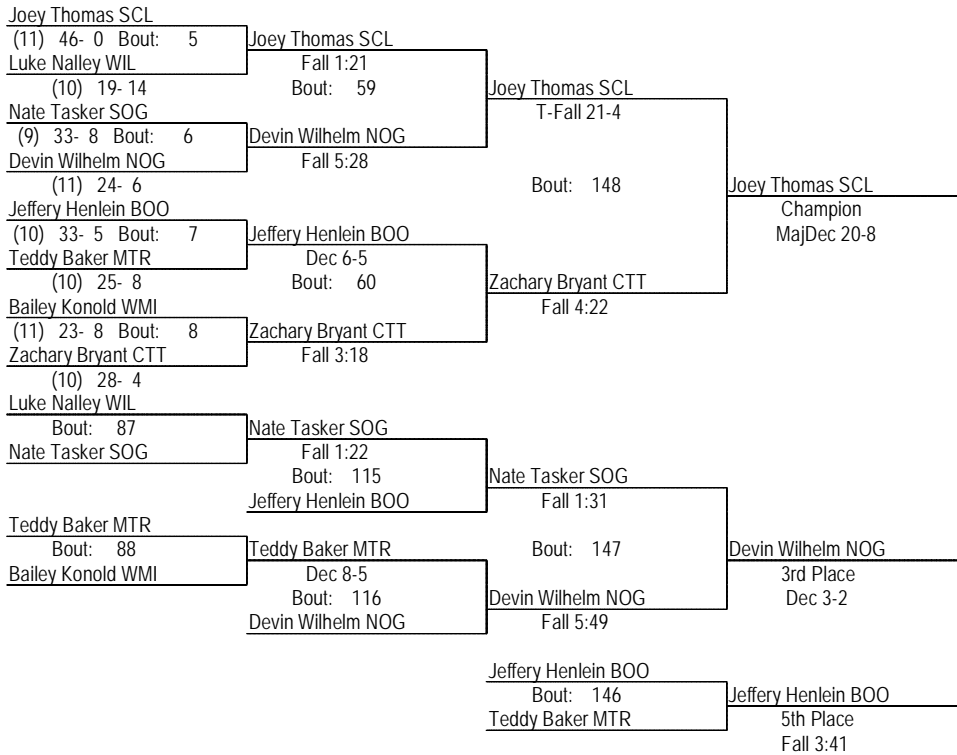 Joey Thomas SCL
(11) 46- 0 Bout: 5
Joey Thomas SCL
Luke Nalley WIL
Fall 1:21
(10) 19- 14
Bout: 59
Joey Thomas SCL
Nate Tasker SOG
T-Fall 21-4
(9) 33- 8 Bout: 6
Devin Wilhelm NOG
Devin Wilhelm NOG
Fall 5:28
(11) 24- 6
Bout: 148
Joey Thomas SCL
Jeffery Henlein BOO
Champion
(10) 33- 5 Bout: 7
Jeffery Henlein BOO
MajDec 20-8
Teddy Baker MTR
Dec 6-5
(10) 25- 8
Bout: 60
Zachary Bryant CTT
Bailey Konold WMI
Fall 4:22
(11) 23- 8 Bout: 8
Zachary Bryant CTT
Zachary Bryant CTT
Fall 3:18
(10) 28- 4
Luke Nalley WIL
Bout: 87
Nate Tasker SOG
Nate Tasker SOG
Fall 1:22
Bout: 115
Nate Tasker SOG
Jeffery Henlein BOO
Fall 1:31
Teddy Baker MTR
Bout: 88
Teddy Baker MTR
Bout: 147
Devin Wilhelm NOG
Bailey Konold WMI
Dec 8-5
3rd Place
Bout: 116
Devin Wilhelm NOG
Dec 3-2
Devin Wilhelm NOG
Fall 5:49
Jeffery Henlein BOO
Bout: 146
Jeffery Henlein BOO
Teddy Baker MTR
5th Place
Fall 3:41